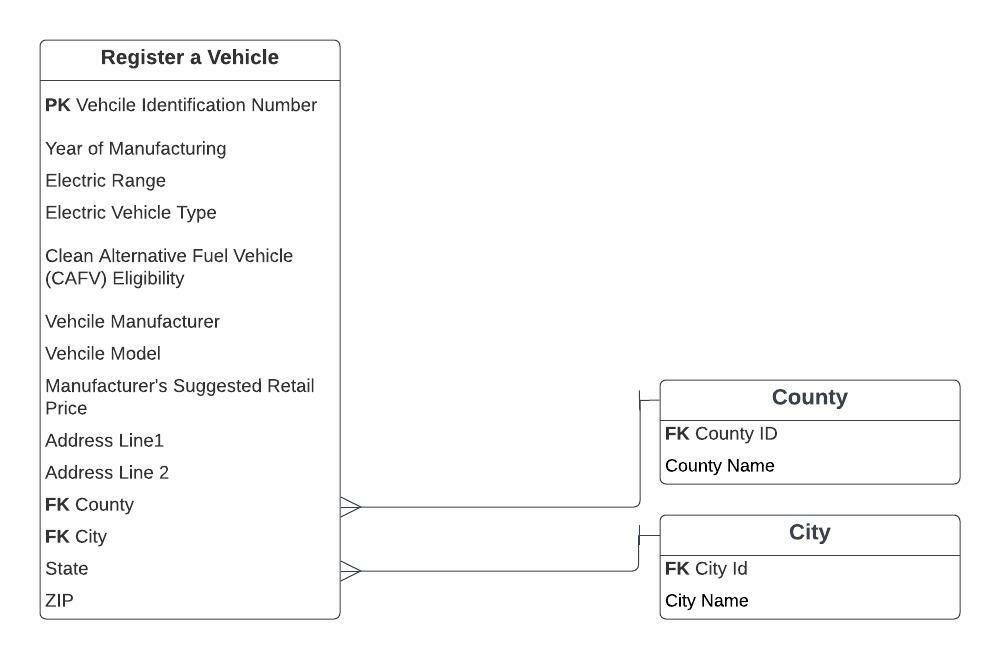 Register a Vehicle
PK Vehcile Identification Number
Year of Manufacturing
Electric Range
Electric Vehicle Type
Clean Alternative Fuel Vehicle
(CAFV) Eligibility
Vehcile Manufacturer
Vehcile Model
Manufacturer's Suggested Retail
Price
Address Line1
Address Line 2
FK County
FK City
State
ZIP
County
FK County ID
County Name
City
FK City Id
City Name